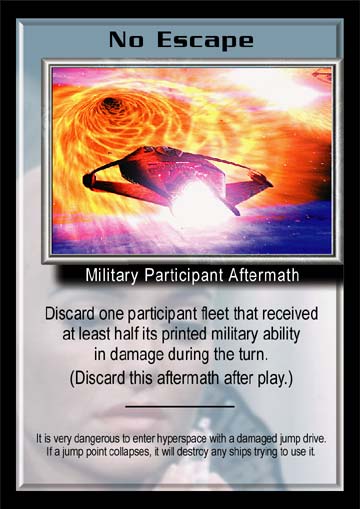 No Escape
Military Participant Aftermath
Discard one participant fleet that received
at least half its printed military ability
in damage during the turn.
(Discard this aftermath after play.)
It is very dangerous to enter hyperspace with a damaged jump drive.
If a jump point collapses, it will destroy any ships trying to use it.